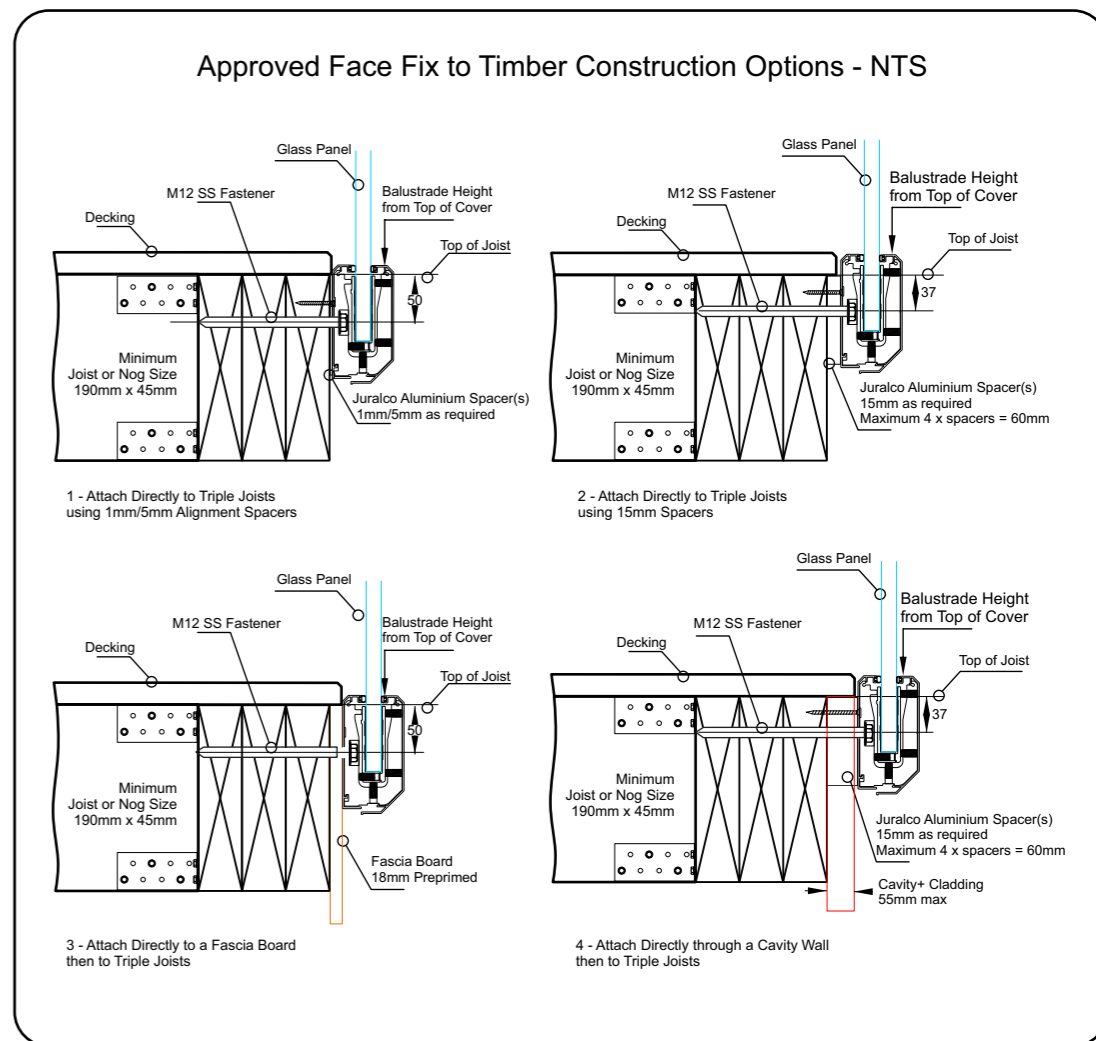 Approved Face Fix to Timber Construction Options - NTS
Glass Panel
M12 SS Fastener
Balustrade Height
from Top of Cover
Decking
Top of Joist
50
Minimum
Joist or Nog Size
190mm x 45mm
Juralco Aluminium Spacer(s)
1mm/5mm as required
1 - Attach Directly to Triple Joists
using 1mm/5mm Alignment Spacers
Glass Panel
M12 SS Fastener
Balustrade Height
from Top of Cover
Decking
Top of Joist
37
Minimum
Joist or Nog Size
190mm x 45mm
Juralco Aluminium Spacer(s)
15mm as required
Maximum 4 x spacers = 60mm
2 - Attach Directly to Triple Joists
using 15mm Spacers
Glass Panel
M12 SS Fastener
Balustrade Height
from Top of Cover
Decking
Top of Joist
50
Minimum
Joist or Nog Size
190mm x 45mm
Fascia Board
18mm Preprimed
3 - Attach Directly to a Fascia Board
then to Triple Joists
Glass Panel
M12 SS Fastener
Balustrade Height
from Top of Cover
Decking
Top of Joist
37
Minimum
Joist or Nog Size
190mm x 45mm
Juralco Aluminium Spacer(s)
15mm as required
Maximum 4 x spacers = 60mm
Cavity+ Cladding
55mm max
4 - Attach Directly through a Cavity Wall
then to Triple Joists